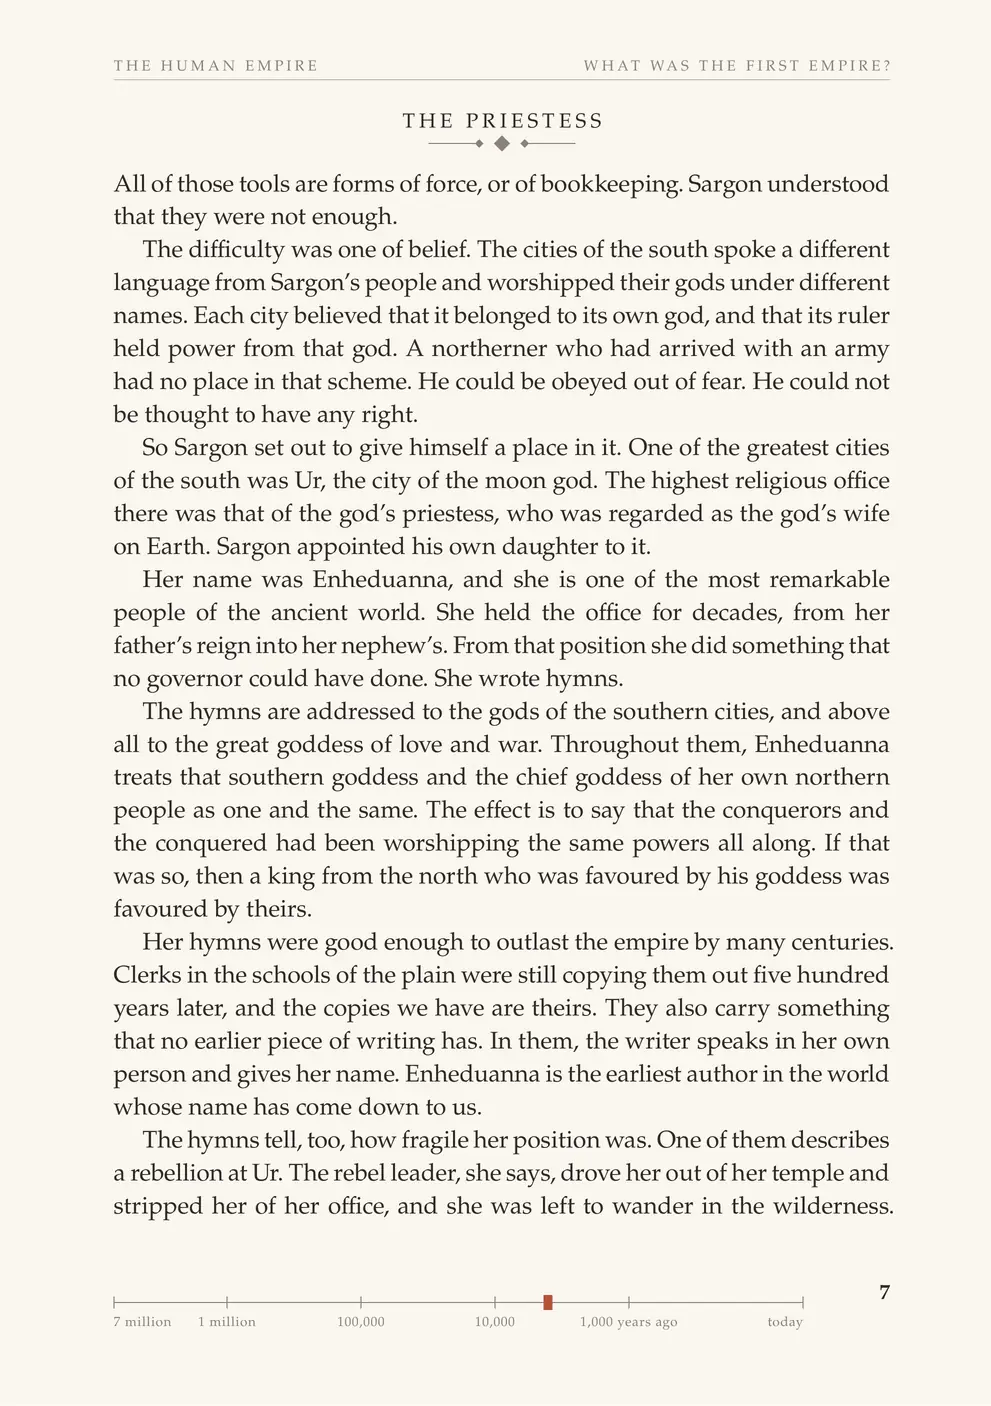 THE HUMAN EMPIRE
WHAT WAS THE FIRST EMPIRE?
THE PRIESTESS
All of those tools are forms of force, or of bookkeeping. Sargon understood
that they were not enough.
The difficulty was one of belief. The cities of the south spoke a different
language from Sargon’s people and worshipped their gods under different
names. Each city believed that it belonged to its own god, and that its ruler
held power from that god. A northerner who had arrived with an army
had no place in that scheme. He could be obeyed out of fear. He could not
be thought to have any right.
So Sargon set out to give himself a place in it. One of the greatest cities
of the south was Ur, the city of the moon god. The highest religious office
there was that of the god’s priestess, who was regarded as the god’s wife
on Earth. Sargon appointed his own daughter to it.
Her name was Enheduanna, and she is one of the most remarkable
people of the ancient world. She held the office for decades, from her
father’s reign into her nephew’s. From that position she did something that
no governor could have done. She wrote hymns.
The hymns are addressed to the gods of the southern cities, and above
all to the great goddess of love and war. Throughout them, Enheduanna
treats that southern goddess and the chief goddess of her own northern
people as one and the same. The effect is to say that the conquerors and
the conquered had been worshipping the same powers all along. If that
was so, then a king from the north who was favoured by his goddess was
favoured by theirs.
Her hymns were good enough to outlast the empire by many centuries.
Clerks in the schools of the plain were still copying them out five hundred
years later, and the copies we have are theirs. They also carry something
that no earlier piece of writing has. In them, the writer speaks in her own
person and gives her name. Enheduanna is the earliest author in the world
whose name has come down to us.
The hymns tell, too, how fragile her position was. One of them describes
a rebellion at Ur. The rebel leader, she says, drove her out of her temple and
stripped her of her office, and she was left to wander in the wilderness.
7
7 million 1 million 100,000 10,000 1,000 years ago today